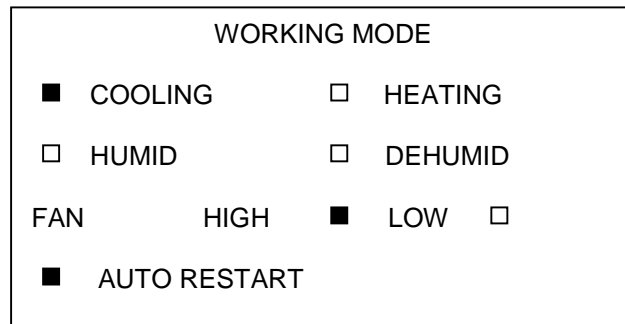 WORKING MODE
■ COOLING □ HEATING
□ HUMID □ DEHUMID
FAN HIGH ■ LOW □
■ AUTO RESTART